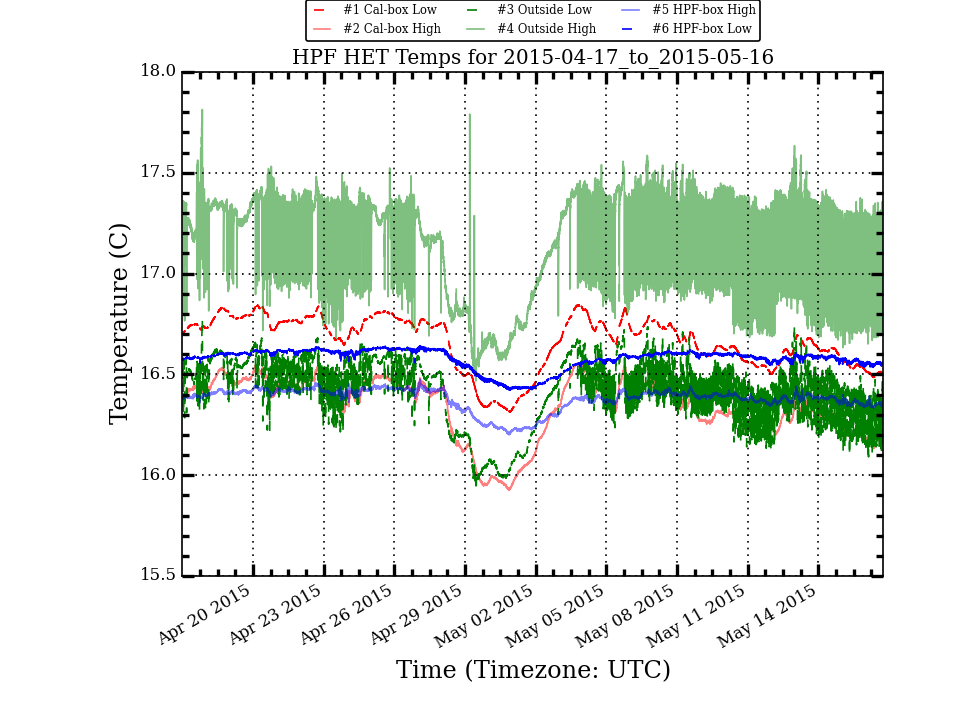 #1 Cal-box Low #3 Outside Low #5 HPF-box High
#2 Cal-box High #4 Outside High #6 HPF-box Low
HPF HET Temps for 2015-04-17_to_2015-05-16
18.0
17.5
17.0
16.5
16.0
15.5
Temperature (C)
Apr 20 2015 Apr 23 2015 Apr 26 2015 Apr 29 2015 May 02 2015 May 05 2015 May 08 2015 May 11 2015 May 14 2015
Time (Timezone: UTC)